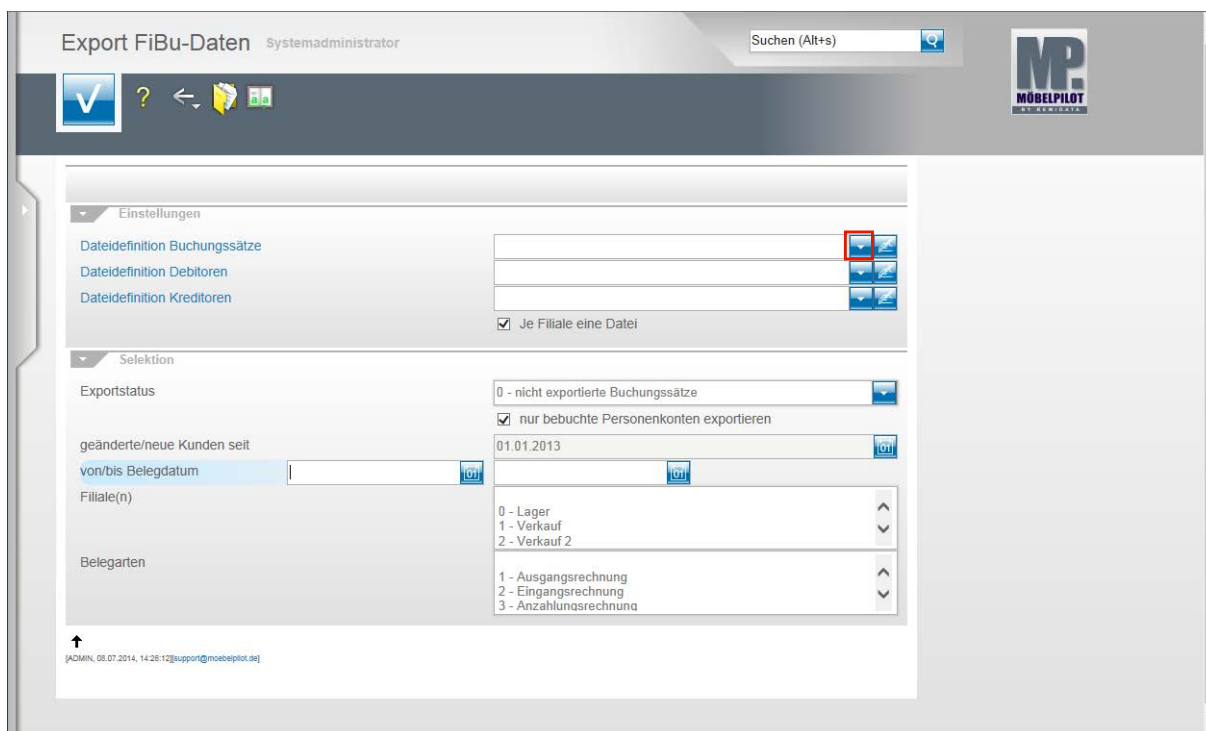 Export FiBu-Daten Systemadministrator
Suchen (Alt+s)
MP.
MÖBELPILOT
BY BEMIDATA
Einstellungen
Dateidefinition Buchungssätze
Dateidefinition Debitoren
Dateidefinition Kreditoren
Je Filiale eine Datei
Selektion
Exportstatus
0 - nicht exportierte Buchungssätze
nur bebuchte Personenkonten exportieren
geänderte/neue Kunden seit
01.01.2013
von/bis Belegdatum
Filiale(n)
0 - Lager
1 - Verkauf
2 - Verkauf 2
Belegarten
1 - Ausgangsrechnung
2 - Eingangsrechnung
3 - Anzahlungsrechnung
[ADMIN, 08.07.2014, 14:26:12][support@moebelpilot.de]